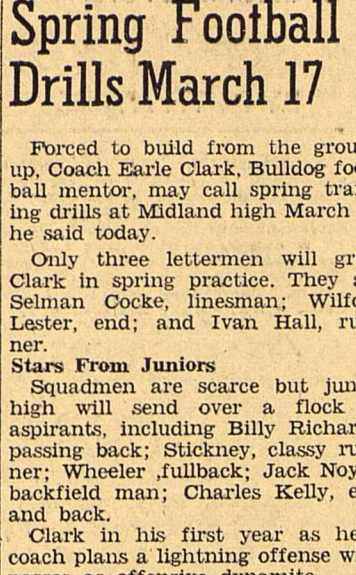 Spring Football
Drills March 17
Forced to build from the grou
up, Coach Earle Clark, Bulldog fo
ball mentor, may call spring tra
ing drills at Midland high March
he said today.
Only three lettermen will gr
Clark in spring practice. They a
Selman Cocke, linesman; Wilfo
Lester, end; and Ivan Hall, ru
ner.
Stars From Juniors
Squadmen are scarce but jun
high will send over a flock
aspirants, including Billy Richar
passing back; Stickney, classy ru
ner; Wheeler ,fullback; Jack Noy
backfield man; Charles Kelly, e
and back.
Clark in his first year as he
coach plans a lightning offense w